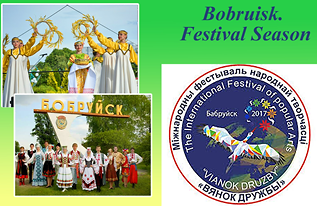 Bobruisk.
Festival Season
БОБРУЙСК
Міжнародны фестываль народнай творчасці
The International Festival of popular Arts
Бабруйск 2017
"VIANOK DRUZBY"
«ВЯНОК ДРУЖБЫ»